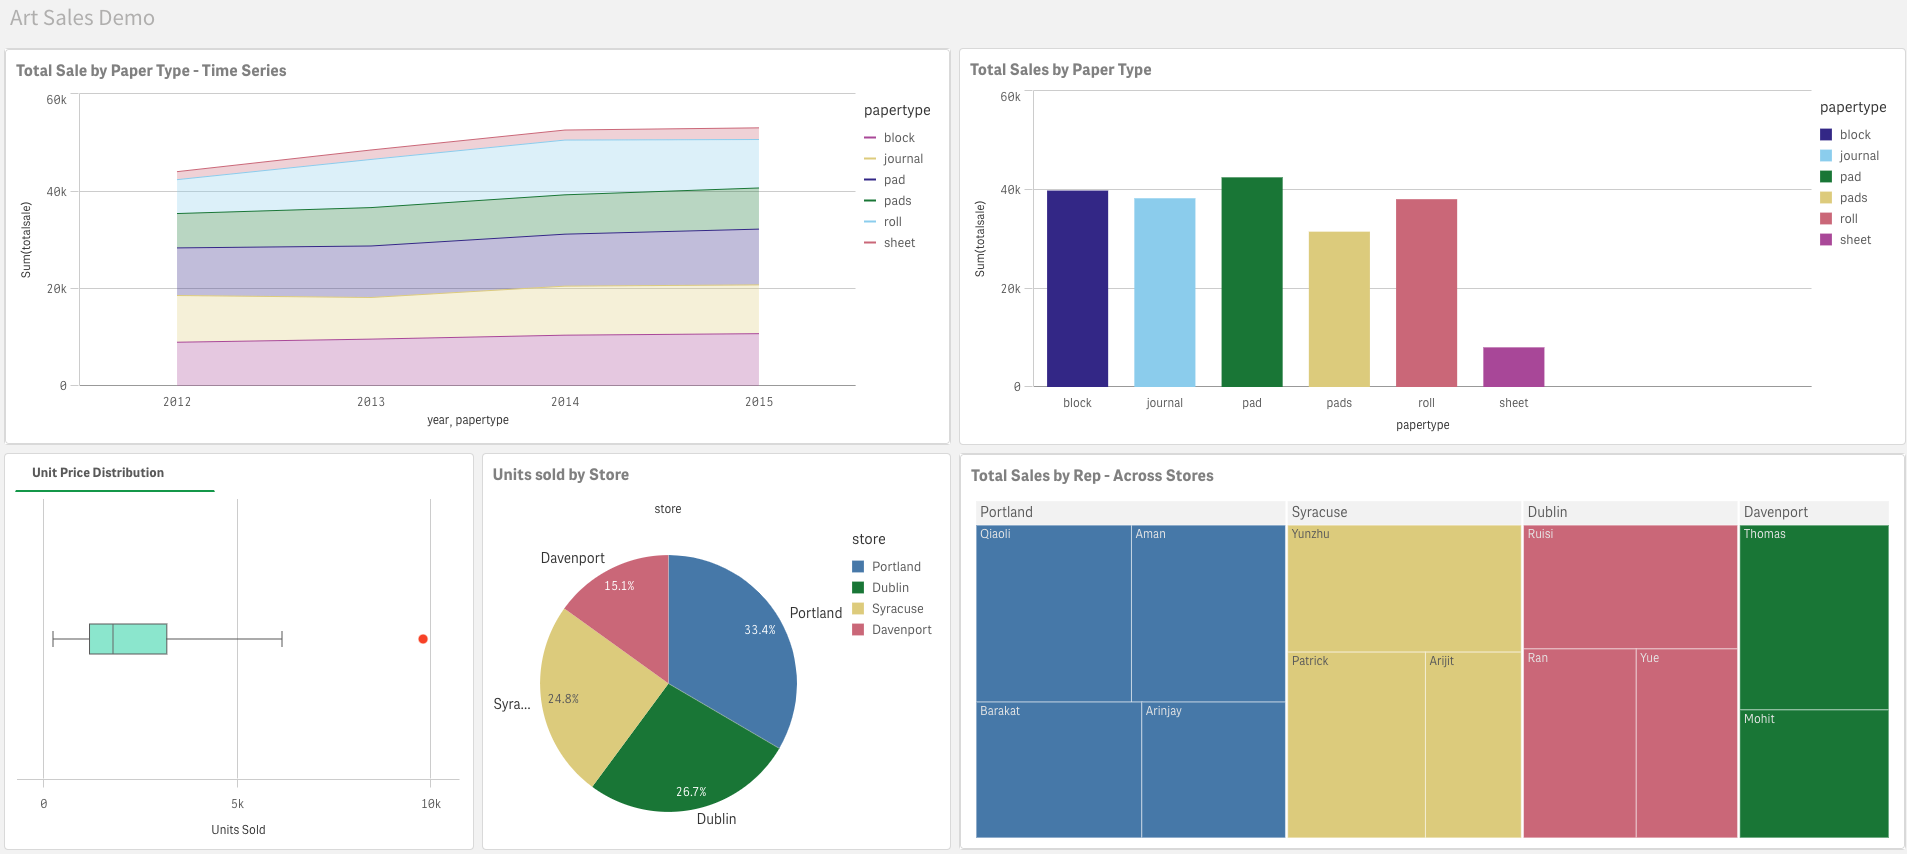 Art Sales Demo
Total Sale by Paper Type - Time Series
60k
40k
20k
0
Sum(totalsale)
2012 2013 2014 2015
year, papertype
papertype
block
journal
pad
pads
roll
sheet
Total Sales by Paper Type
60k
40k
20k
0
Sum(totalsale)
block journal pad pads roll sheet
papertype
papertype
block
journal
pad
pads
roll
sheet
Unit Price Distribution
0 5k 10k
Units Sold
Units sold by Store
store
Davenport
15.1%
Portland
33.4%
Syra...
24.8%
26.7%
Dublin
store
Portland
Dublin
Syracuse
Davenport
Total Sales by Rep - Across Stores
Portland Syracuse Dublin Davenport
Qiaoli Aman Yunzhu Ruisi Thomas
Patrick Arijit Ran Yue
Barakat Arinjay Mohit